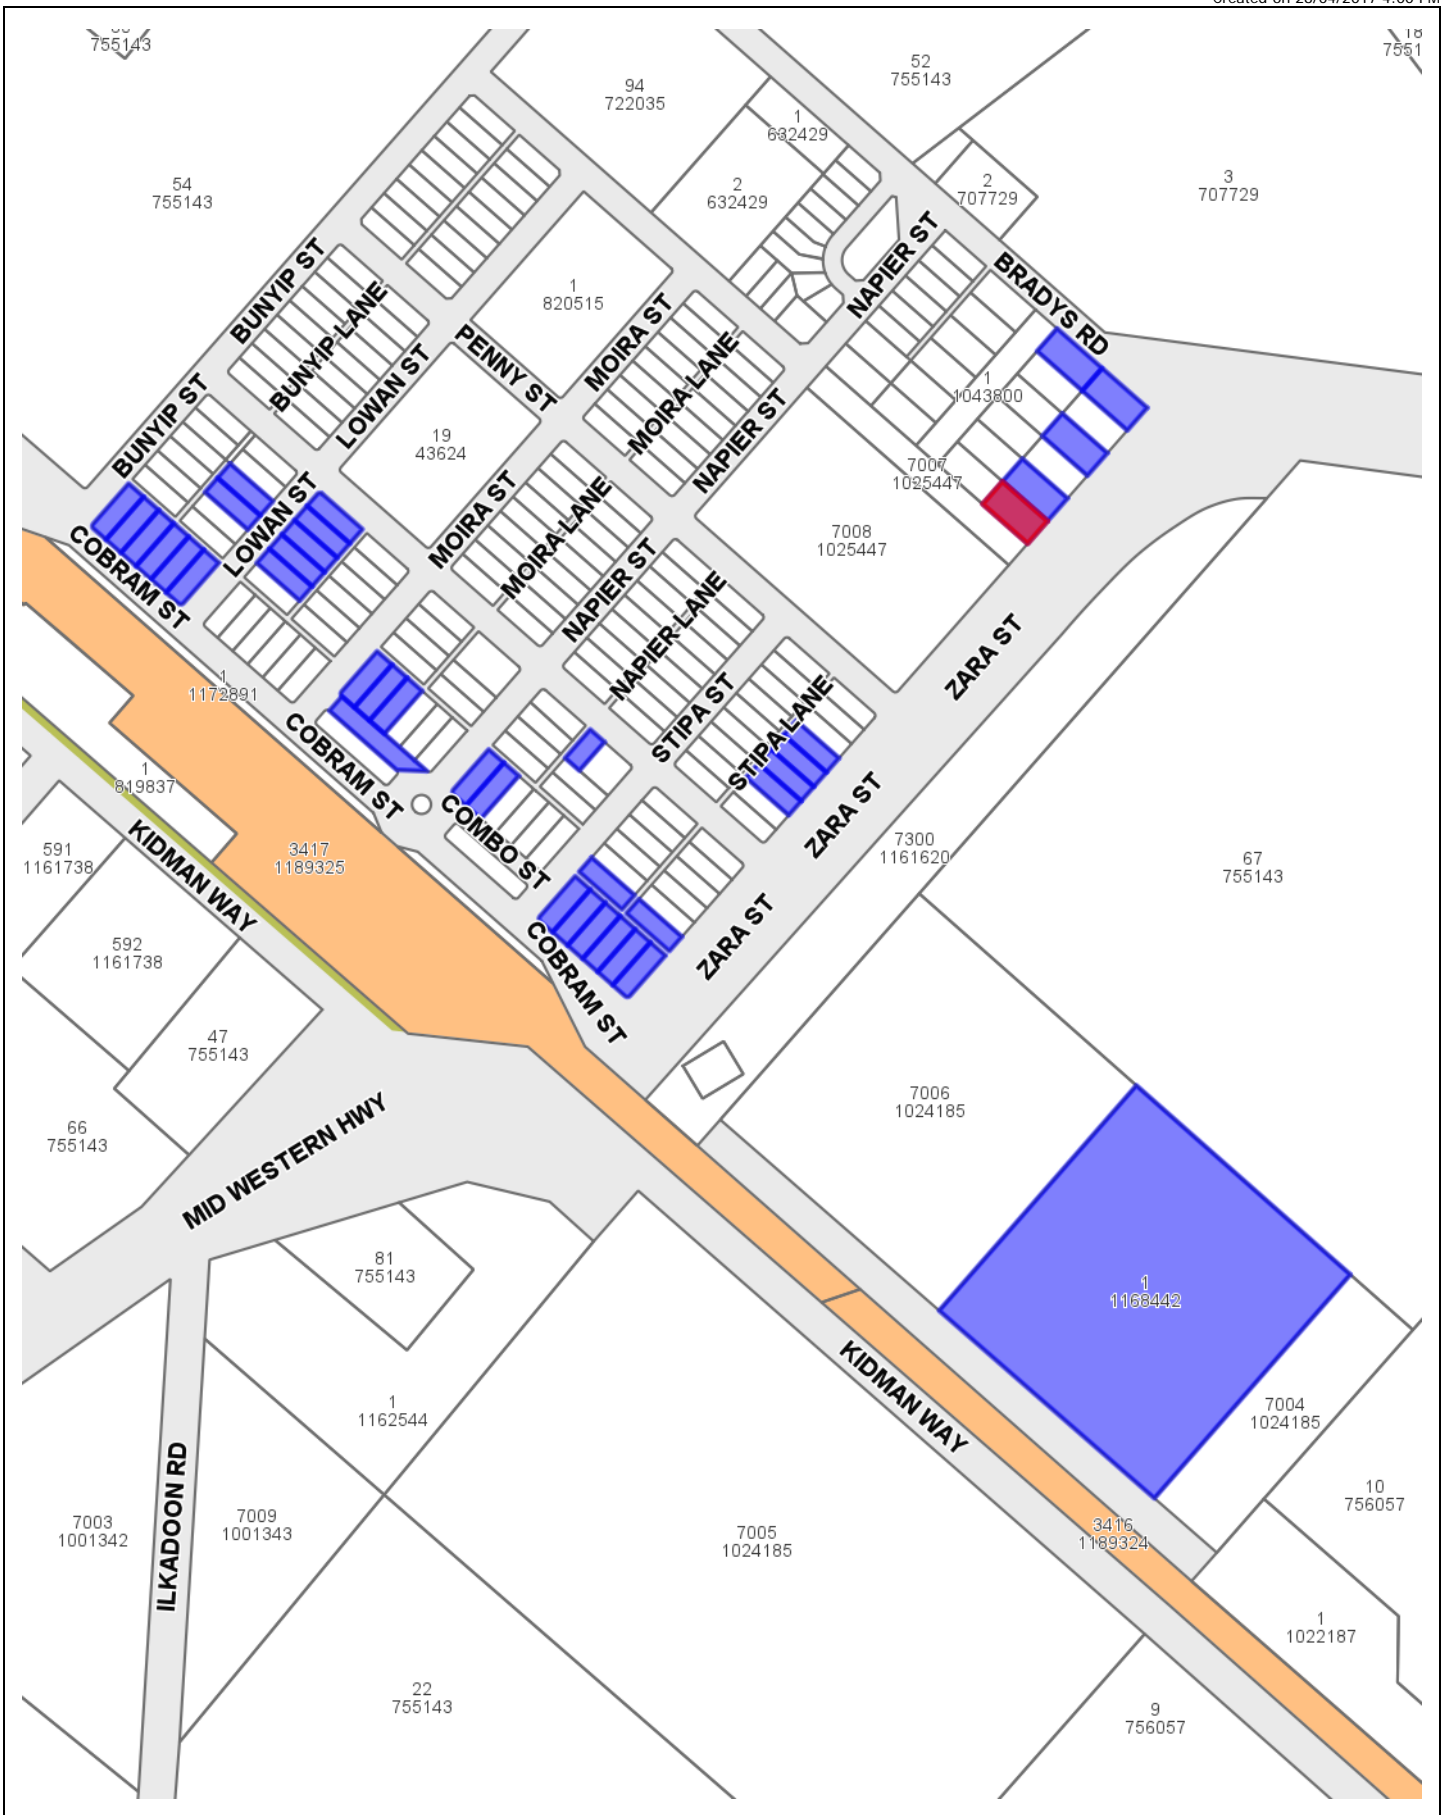 755143
52
755143
94
722035
1
632429
54
755143
2
632429
2
707729
3
707729
NAPIER ST
BRADYS RD
BUNYIP ST
1
820515
BUNYIP LANE
MOIRA ST
PENNY ST
LOWAN ST
MOIRA LANE
1
1043800
BUNYIP ST
19
43624
NAPIER ST
7007
1025447
LOWAN ST
MOIRA ST
7008
1025447
MOIRA LANE
COBRAM ST
NAPIER ST
NAPIER LANE
ZARA ST
1
1172891
STIPA ST
STIPA LANE
COBRAM ST
1
819837
ZARA ST
COMBO ST
7300
1161620
591
1161738
3417
1189325
67
755143
KIDMAN WAY
592
1161738
ZARA ST
COBRAM ST
47
755143
7006
1024185
66
755143
MID WESTERN HWY
81
755143
1
1168442
KIDMAN WAY
1
1162544
7004
1024185
10
756057
ILKADOON RD
7003
1001342
7009
1001343
7005
1024185
3416
1189324
1
1022187
22
755143
9
756057